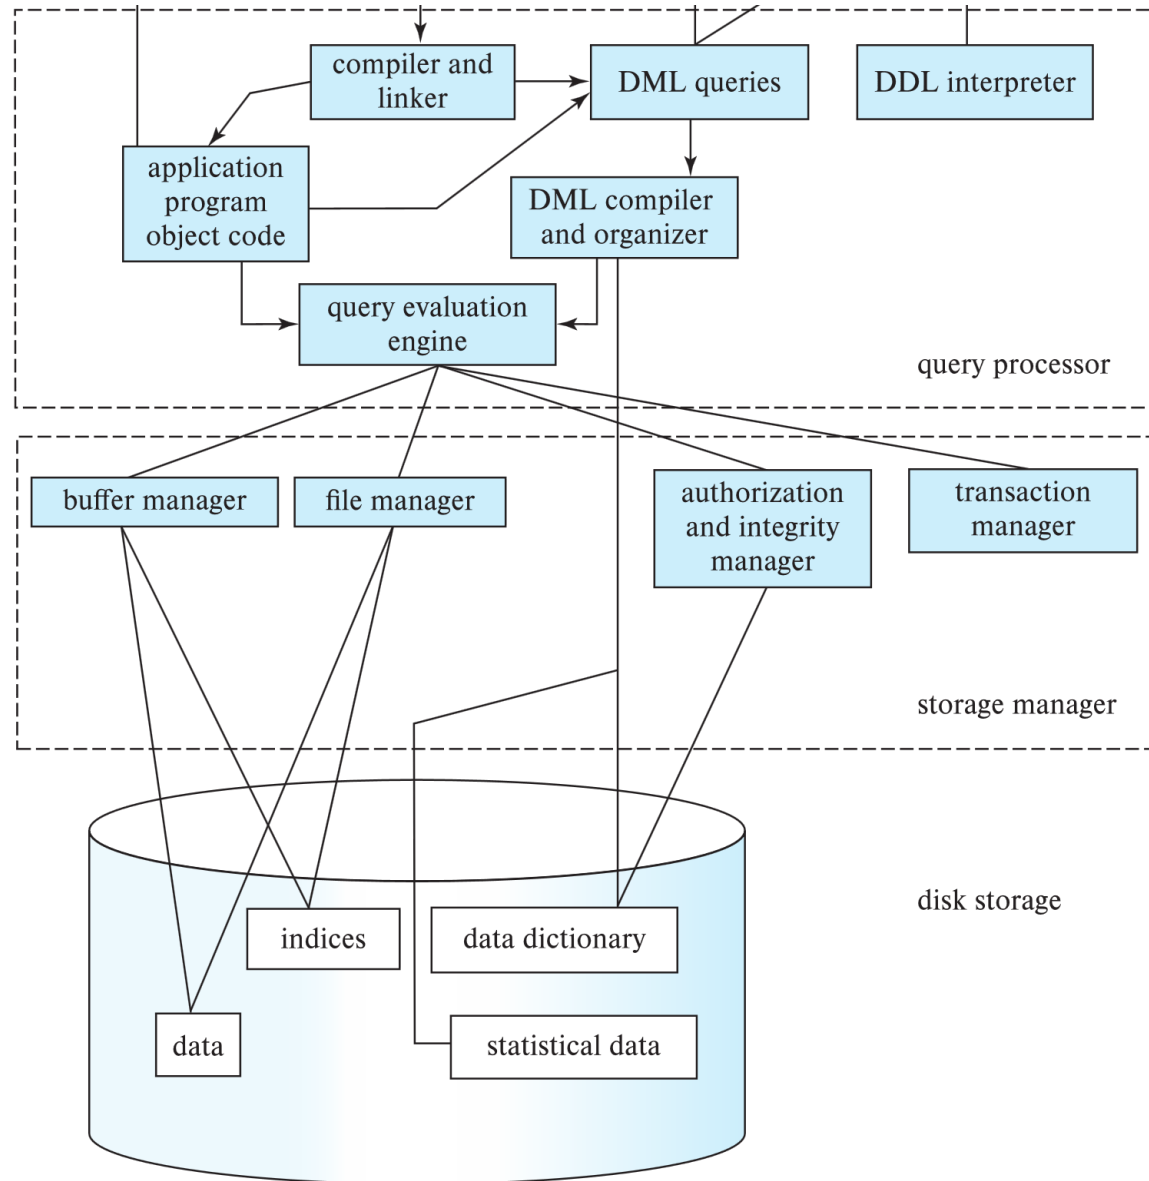 compiler and
linker
DML queries
DDL interpreter
application
program
object code
DML compiler
and organizer
query evaluation
engine
query processor
buffer manager
file manager
authorization
and integrity
manager
transaction
manager
storage manager
disk storage
indices
data dictionary
data
statistical data